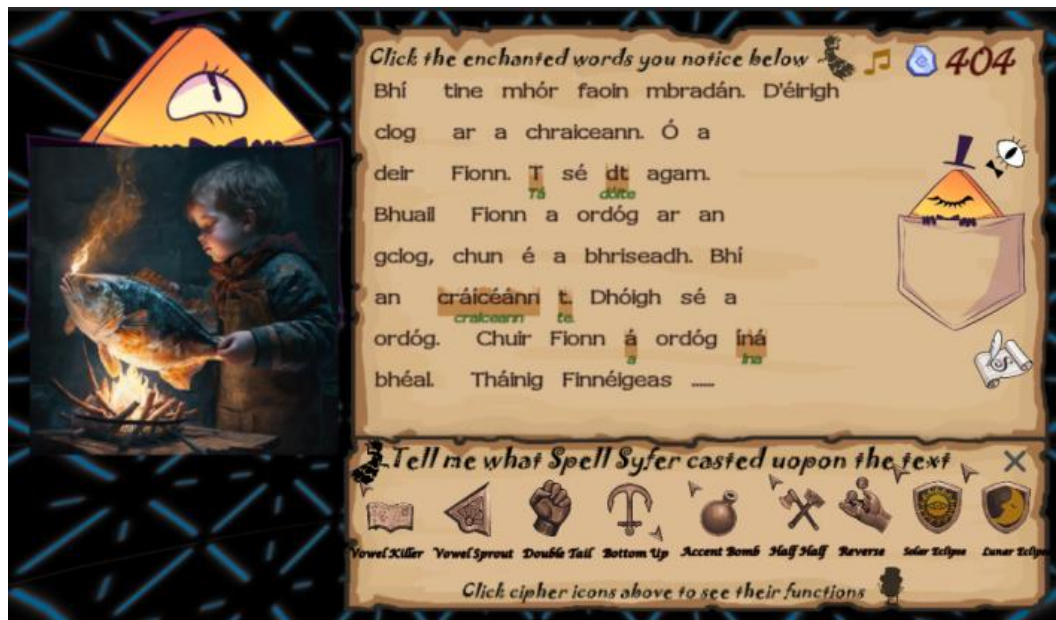 Click the enchanted words you notice below
404
Bhí tine mhór faoin mbradán. D'éirigh
clog ar a chraiceann. Ó a
deir Fionn. T sé dt agam.
Tá dóite
Bhuail Fionn a ordóg ar an
gclog, chun é a bhriseadh. Bhí
an cráicéánn t. Dhóigh sé a
craiceann te.
ordóg. Chuir Fionn á ordóg íná
a ina
bhéal. Tháinig Finnéigeas ......
Tell me what Spell Syfer casted uopon the text
Vowel Killer Vowel Sprout Double Tail Bottom Up Accent Bomb Half Half Reverse Solar Eclipse Lunar Eclipse
Click cipher icons above to see their functions